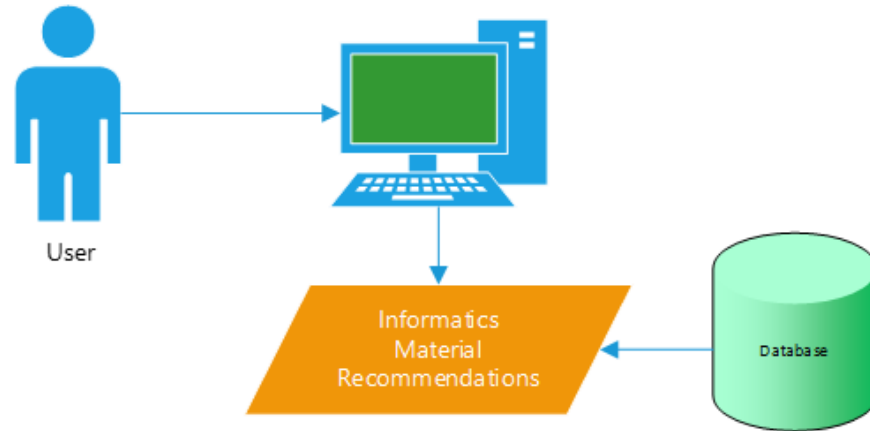 User
Informatics
Material
Recommendations
Database